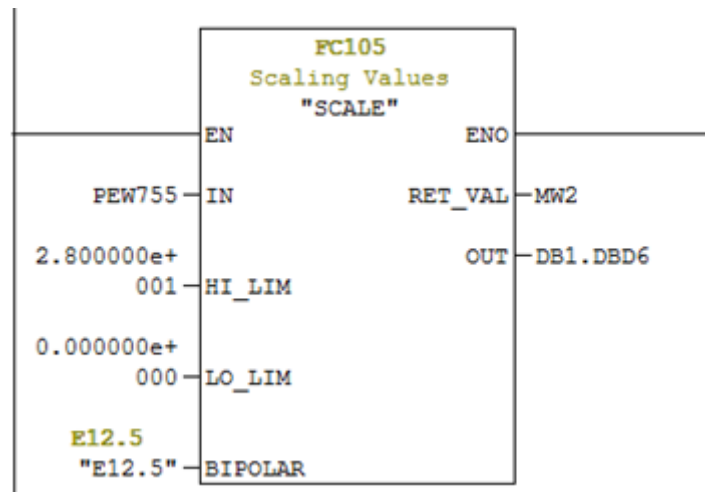 FC105
Scaling Values
"SCALE"
EN ENO
PEW755 IN RET_VAL MW2
2.800000e+ OUT DB1.DBD6
001 HI_LIM
0.000000e+
000 LO_LIM
E12.5
"E12.5" BIPOLAR